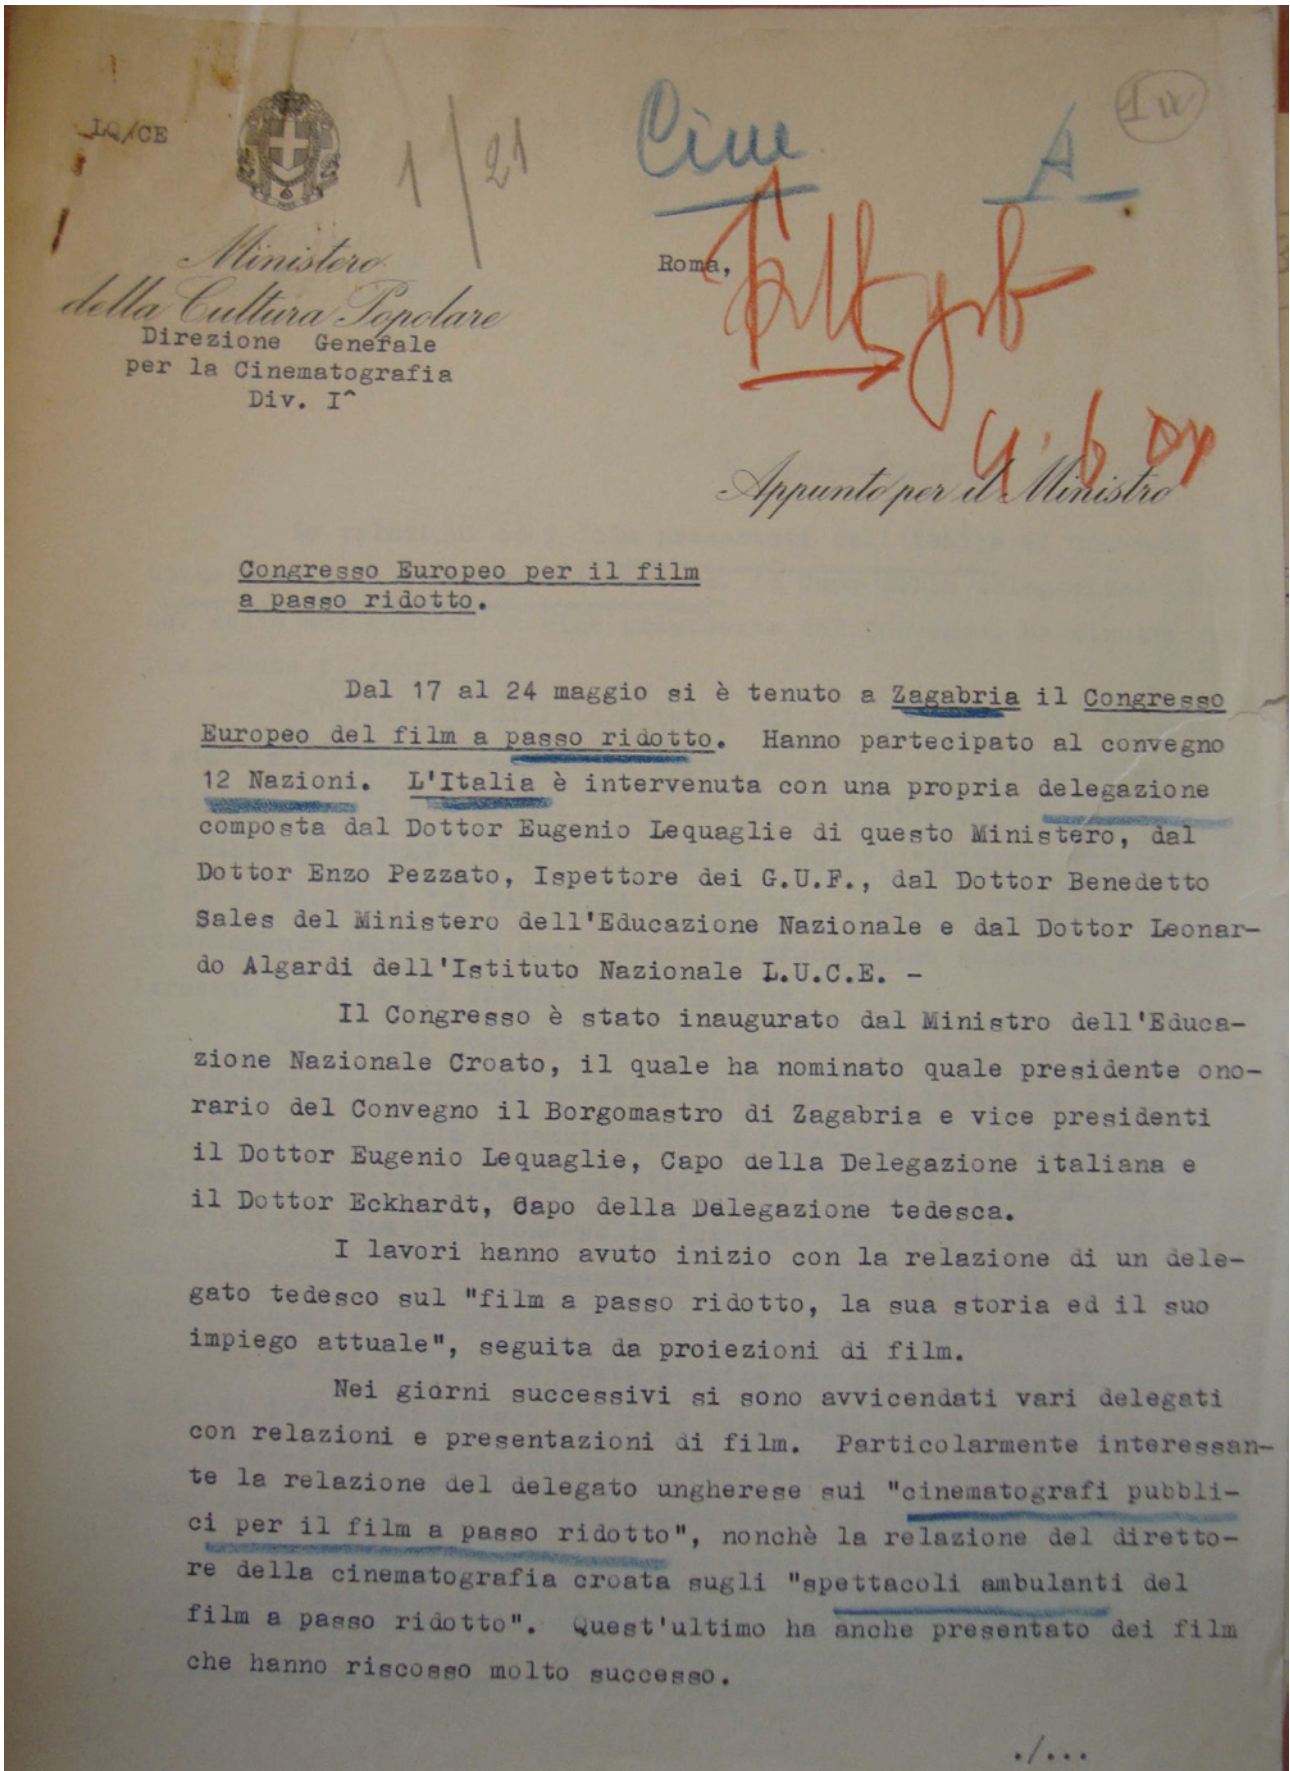 LQ/CE
1/21
Cine
A
Ministero
della Cultura Popolare
Roma,
Direzione Generale
per la Cinematografia
Div. I^
Appunto per il Ministro
Congresso Europeo per il film
a passo ridotto.
Dal 17 al 24 maggio si è tenuto a Zagabria il Congresso
Europeo del film a passo ridotto. Hanno partecipato al convegno
12 Nazioni. L'Italia è intervenuta con una propria delegazione
composta dal Dottor Eugenio Lequaglie di questo Ministero, dal
Dottor Enzo Pezzato, Ispettore dei G.U.F., dal Dottor Benedetto
Sales del Ministero dell'Educazione Nazionale e dal Dottor Leonar-
do Algardi dell'Istituto Nazionale L.U.C.E. -
Il Congresso è stato inaugurato dal Ministro dell'Educa-
zione Nazionale Croato, il quale ha nominato quale presidente ono-
rario del Convegno il Borgomastro di Zagabria e vice presidenti
il Dottor Eugenio Lequaglie, Capo della Delegazione italiana e
il Dottor Eckhardt, Capo della Delegazione tedesca.
I lavori hanno avuto inizio con la relazione di un dele-
gato tedesco sul "film a passo ridotto, la sua storia ed il suo
impiego attuale", seguita da proiezioni di film.
Nei giorni successivi si sono avvicendati vari delegati
con relazioni e presentazioni di film. Particolarmente interessan-
te la relazione del delegato ungherese sui "cinematografi pubbli-
ci per il film a passo ridotto", nonchè la relazione del diretto-
re della cinematografia croata sugli "spettacoli ambulanti del
film a passo ridotto". Quest'ultimo ha anche presentato dei film
che hanno riscosso molto successo.
./...